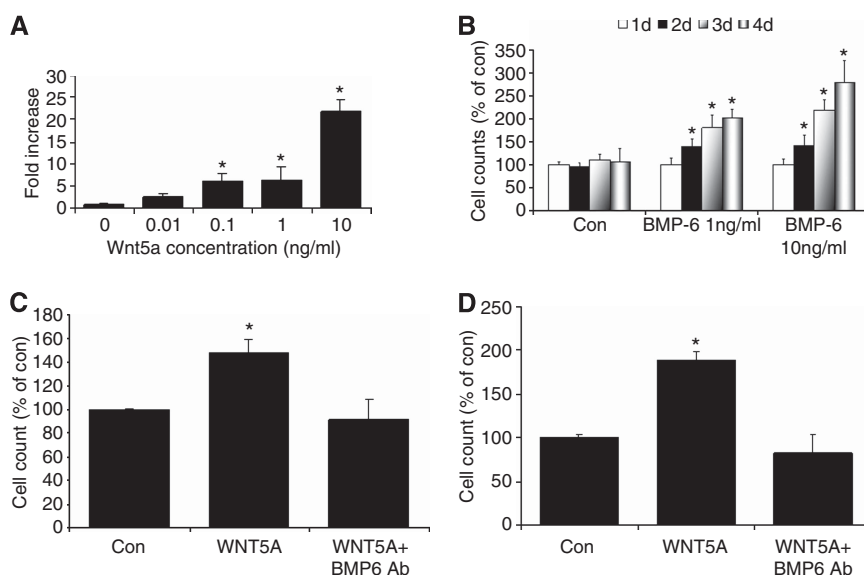 A
Fold increase
30
25
20
15
10
5
0
*
*
*
0 0.01 0.1 1 10
Wnt5a concentration (ng/ml)
B
1d 2d 3d 4d
Cell counts (% of con)
350
300
250
200
150
100
50
0
* * *
* * *
Con BMP-6 1ng/ml BMP-6
10ng/ml
C
Cell count (% of con)
180
160
140
120
100
80
60
40
20
0
*
Con WNT5A WNT5A+
BMP6 Ab
D
Cell count (% of con)
250
200
150
100
50
0
*
Con WNT5A WNT5A+
BMP6 Ab